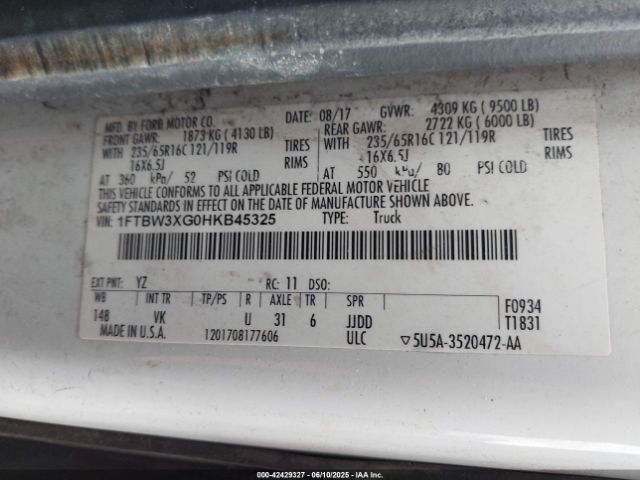 MFD. BY FORD MOTOR CO. DATE: 08/17 GVWR: 4309 KG ( 9500 LB)
FRONT GAWR: 1873 KG ( 4130 LB) REAR GAWR: 2722 KG ( 6000 LB)
WITH 235/65R16C 121/119R TIRES WITH 235/65R16C 121/119R TIRES
16X6.5J RIMS 16X6.5J RIMS
AT 360 kPa/ 52 PSI COLD AT 550 kPa/ 80 PSI COLD
THIS VEHICLE CONFORMS TO ALL APPLICABLE FEDERAL MOTOR VEHICLE
SAFETY STANDARDS IN EFFECT ON THE DATE OF MANUFACTURE SHOWN ABOVE.
VIN: 1FTBW3XG0HKB45325 TYPE: Truck
EXT PNT: YZ RC: 11 DSO:
WB INT TR TP/PS R AXLE TR SPR F0934
148 VK U 31 6 JJDD T1831
MADE IN U.S.A. 1201708177606 ULC ▽5U5A-3520472-AA
000-42429327 - 06/10/2025 - IAA Inc.